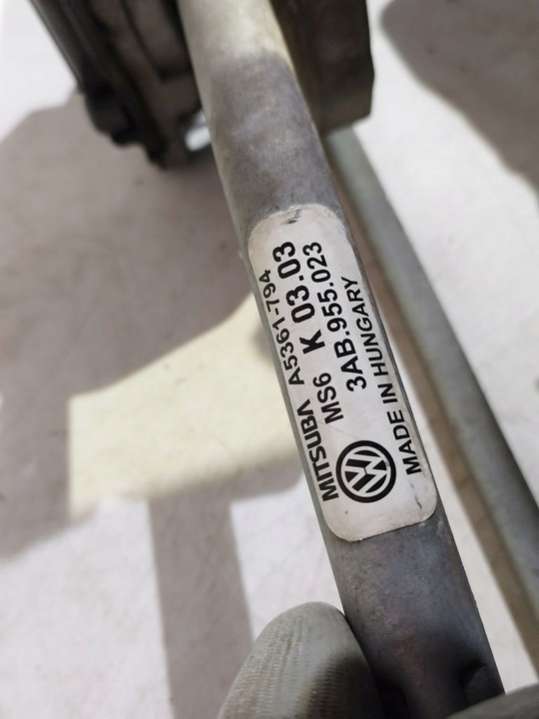 MITSUBA A5361-794
MS6 K 03.03
3AB.955.023
MADE IN HUNGARY